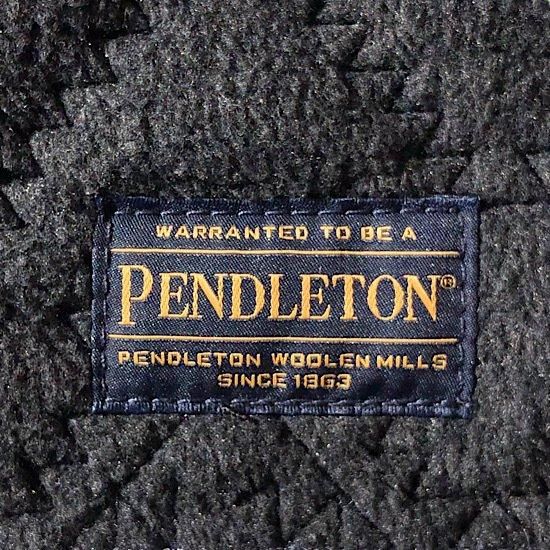 WARRANTED TO BE A
PENDLETON®
PENDLETON WOOLEN MILLS
SINCE 1863